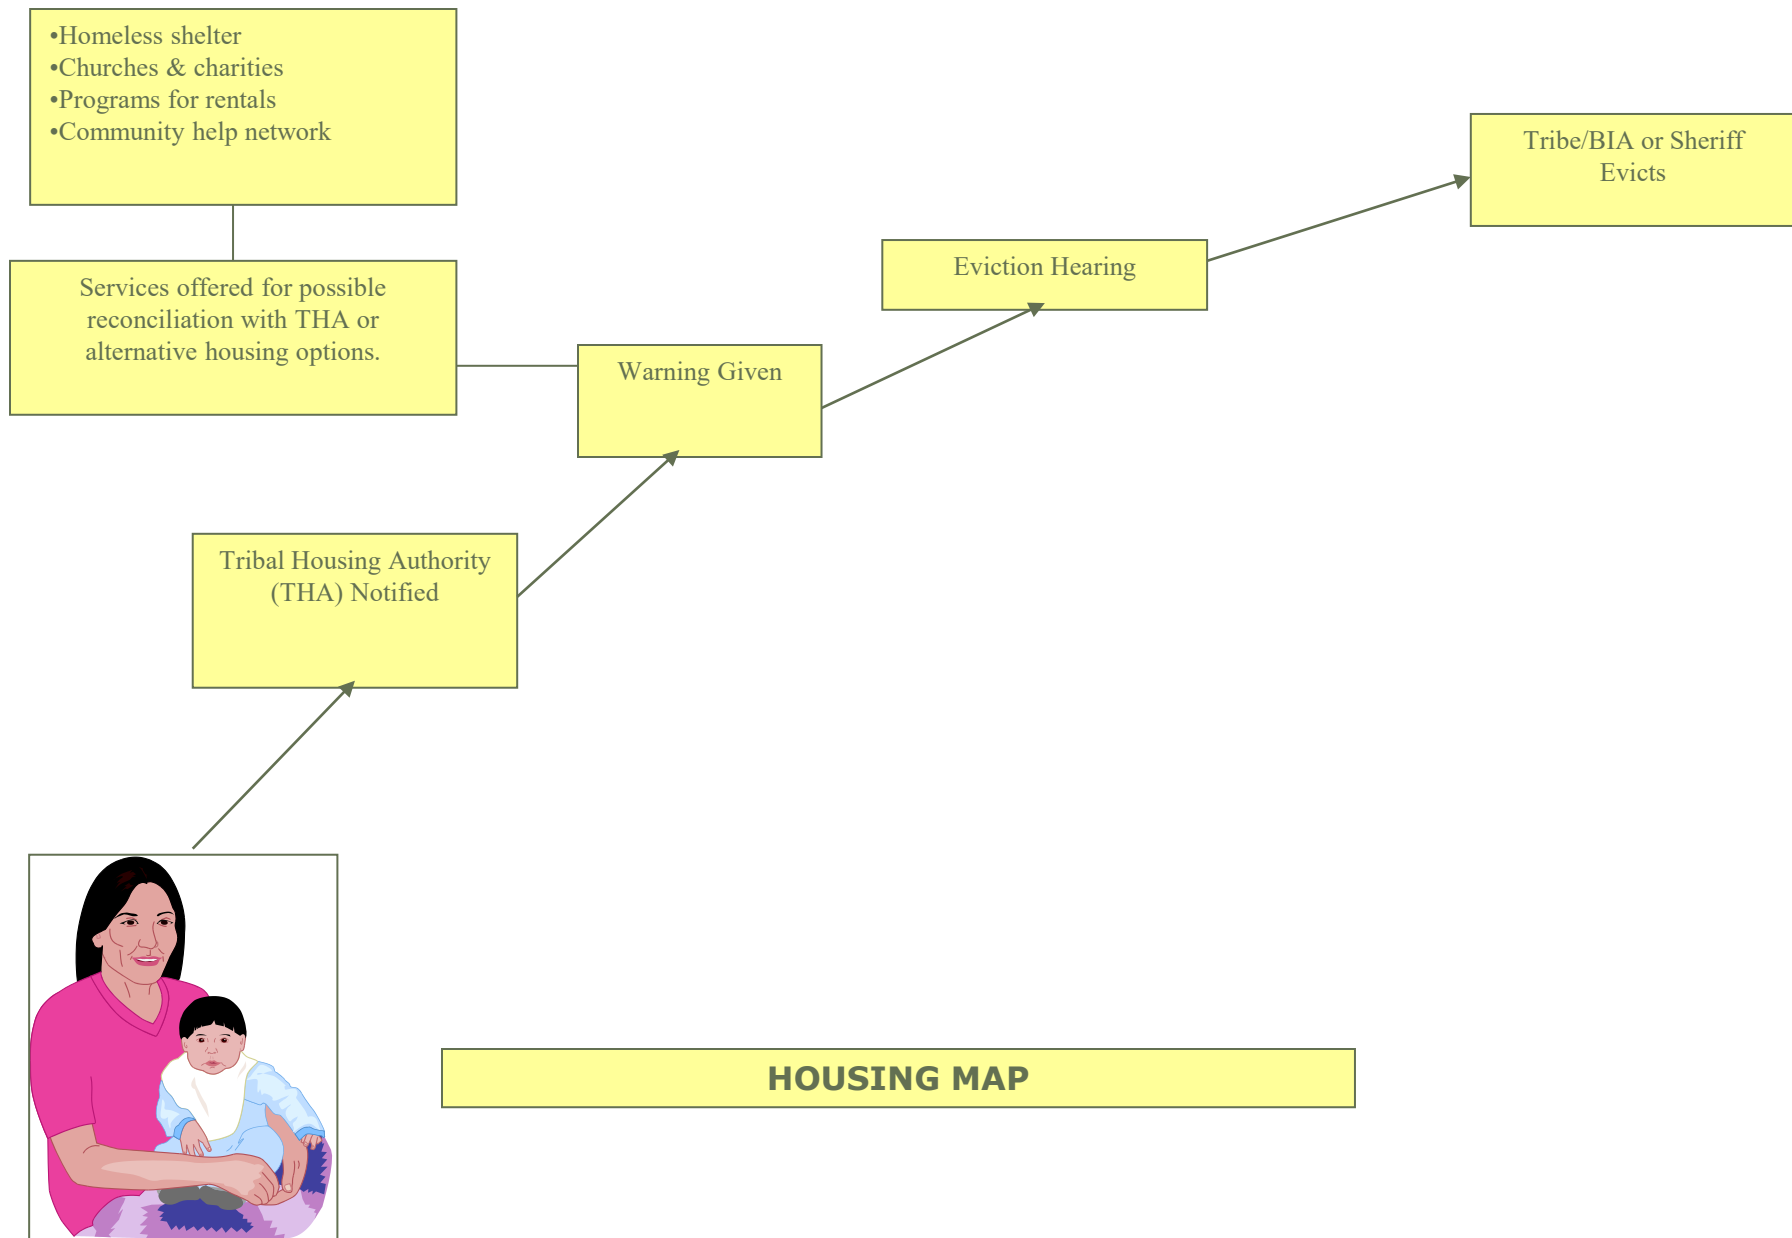 •Homeless shelter
•Churches & charities
•Programs for rentals
•Community help network
Tribe/BIA or Sheriff
Evicts
Eviction Hearing
Services offered for possible
reconciliation with THA or
alternative housing options.
Warning Given
Tribal Housing Authority
(THA) Notified
HOUSING MAP